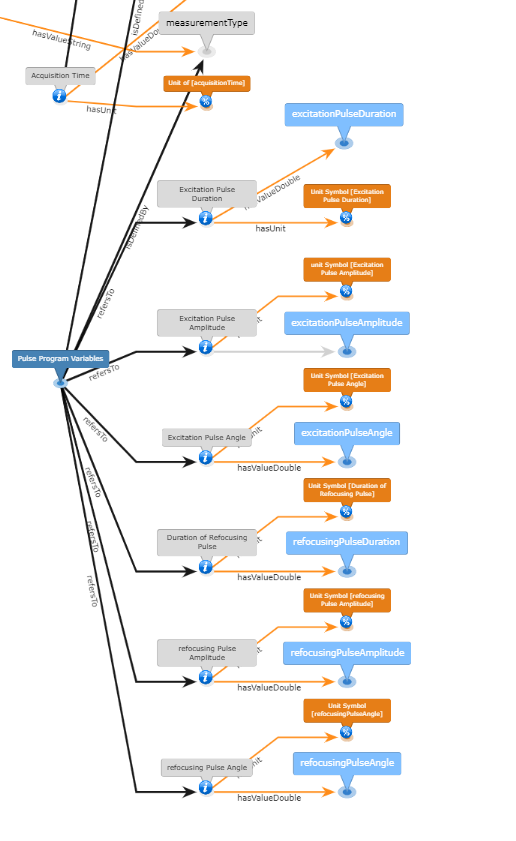 isDefined
measurementType
hasValueString
Acquisition Time
Unit of [acquisitionTime]
hasUnit
excitationPulseDuration
Excitation Pulse
Duration
Unit Symbol [Excitation
Pulse Duration]
hasUnit
isDefinedBy
unit Symbol [Excitation
Pulse Amplitude]
refersTo
Excitation Pulse
Amplitude
excitationPulseAmplitude
Pulse Program Variables
refersTo
Unit Symbol [Excitation
Pulse Angle]
refersTo
Excitation Pulse Angle
excitationPulseAngle
hasValueDouble
refersTo
Unit Symbol [Duration of
Refocusing Pulse]
Duration of Refocusing
Pulse
refocusingPulseDuration
refersTo
hasValueDouble
refersTo
Unit Symbol [refocusing
Pulse Amplitude]
refocusing Pulse
Amplitude
refocusingPulseAmplitude
hasValueDouble
Unit Symbol
[refocusingPulseAngle]
refocusing Pulse Angle
refocusingPulseAngle
hasValueDouble